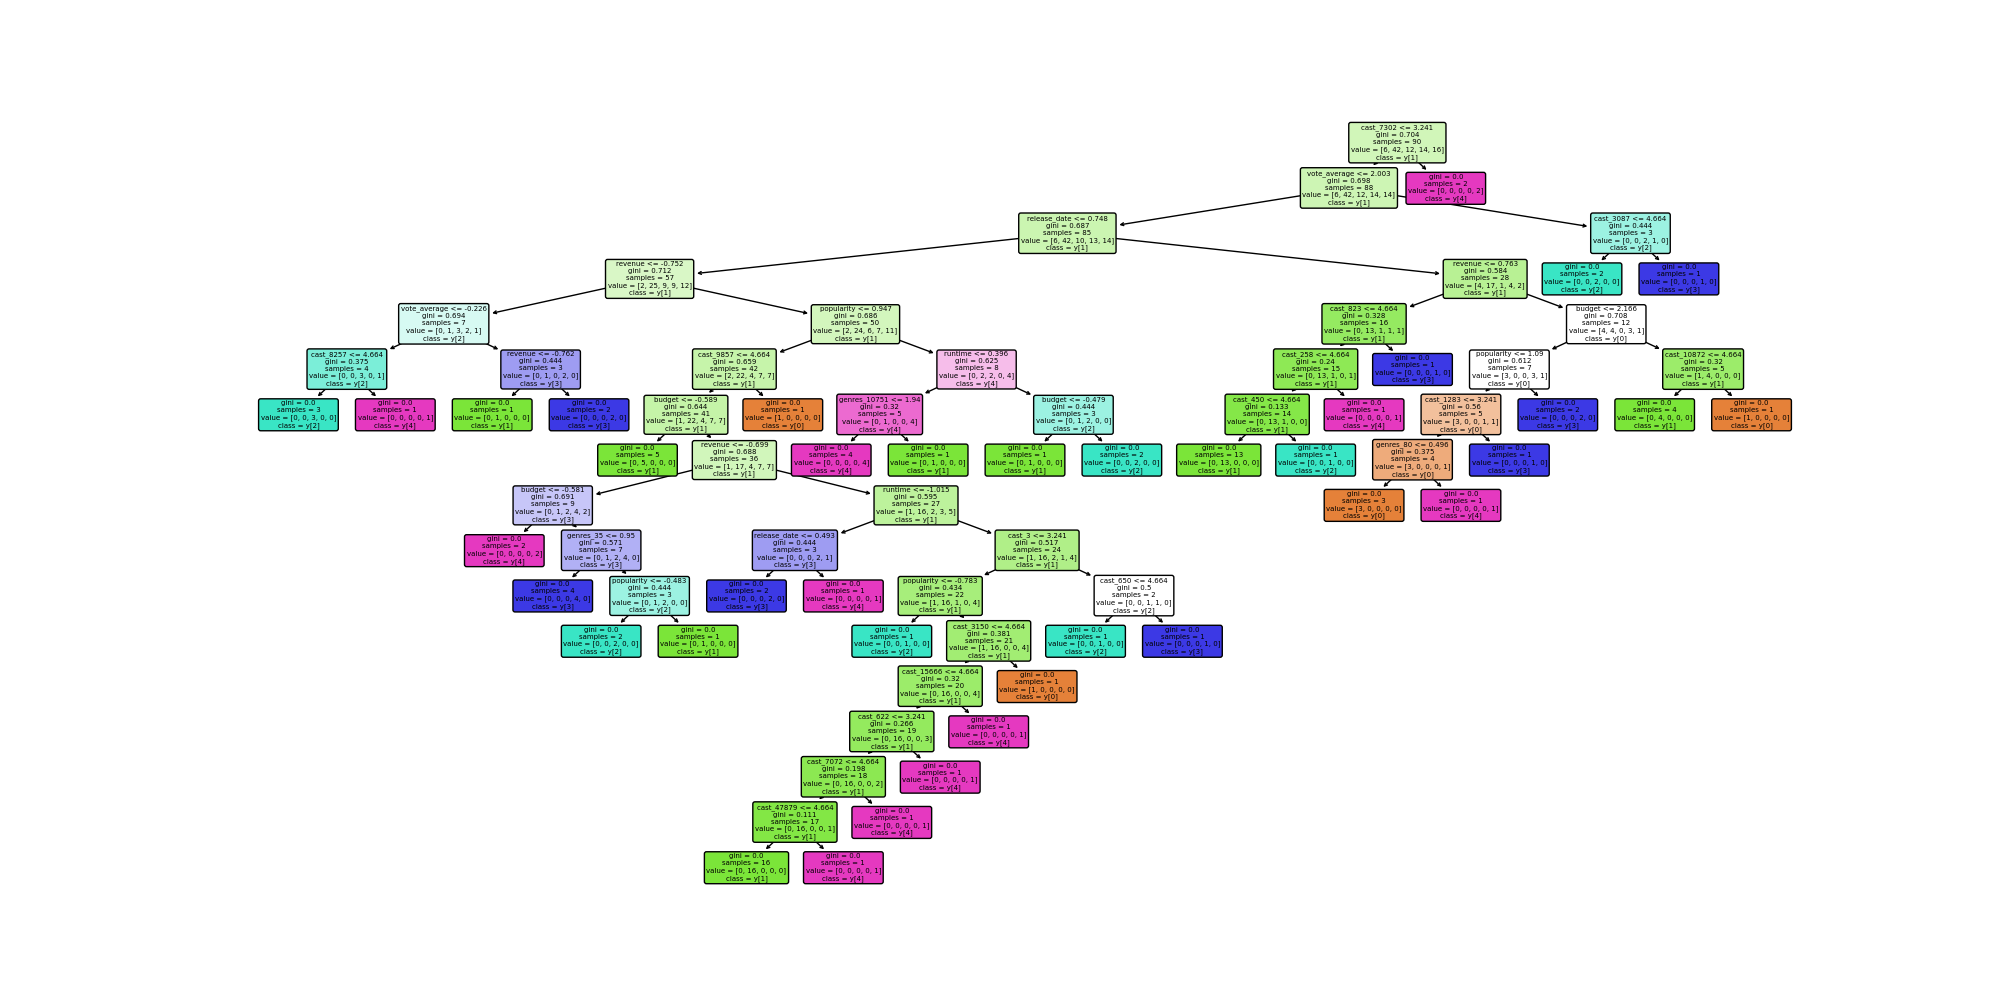 cast_7302 <= 3.241
gini = 0.704
samples = 90
value = [6, 42, 12, 14, 16]
class = y[1]
vote_average <= 2.003
gini = 0.698
samples = 88
value = [6, 42, 12, 14, 14]
class = y[1]
gini = 0.0
samples = 2
value = [0, 0, 0, 0, 2]
class = y[4]
release_date <= 0.748
gini = 0.687
samples = 85
value = [6, 42, 10, 13, 14]
class = y[1]
cast_3087 <= 4.664
gini = 0.444
samples = 3
value = [0, 0, 2, 1, 0]
class = y[2]
revenue <= -0.752
gini = 0.712
samples = 57
value = [2, 25, 9, 9, 12]
class = y[1]
revenue <= 0.763
gini = 0.584
samples = 28
value = [4, 17, 1, 4, 2]
class = y[1]
gini = 0.0
samples = 2
value = [0, 0, 2, 0, 0]
class = y[2]
gini = 0.0
samples = 1
value = [0, 0, 0, 1, 0]
class = y[3]
vote_average <= -0.226
gini = 0.694
samples = 7
value = [0, 1, 3, 2, 1]
class = y[2]
popularity <= 0.947
gini = 0.686
samples = 50
value = [2, 24, 6, 7, 11]
class = y[1]
cast_823 <= 4.664
gini = 0.328
samples = 16
value = [0, 13, 1, 1, 1]
class = y[1]
budget <= 2.166
gini = 0.708
samples = 12
value = [4, 4, 0, 3, 1]
class = y[0]
cast_8257 <= 4.664
gini = 0.375
samples = 4
value = [0, 0, 3, 0, 1]
class = y[2]
revenue <= -0.762
gini = 0.444
samples = 3
value = [0, 1, 0, 2, 0]
class = y[3]
cast_9857 <= 4.664
gini = 0.659
samples = 42
value = [2, 22, 4, 7, 7]
class = y[1]
runtime <= 0.396
gini = 0.625
samples = 8
value = [0, 2, 2, 0, 4]
class = y[4]
cast_258 <= 4.664
gini = 0.24
samples = 15
value = [0, 13, 1, 0, 1]
class = y[1]
gini = 0.0
samples = 1
value = [0, 0, 0, 1, 0]
class = y[3]
popularity <= 1.09
gini = 0.612
samples = 7
value = [3, 0, 0, 3, 1]
class = y[0]
cast_10872 <= 4.664
gini = 0.32
samples = 5
value = [1, 4, 0, 0, 0]
class = y[1]
gini = 0.0
samples = 3
value = [0, 0, 3, 0, 0]
class = y[2]
gini = 0.0
samples = 1
value = [0, 0, 0, 0, 1]
class = y[4]
gini = 0.0
samples = 1
value = [0, 1, 0, 0, 0]
class = y[1]
gini = 0.0
samples = 2
value = [0, 0, 0, 2, 0]
class = y[3]
budget <= -0.589
gini = 0.644
samples = 41
value = [1, 22, 4, 7, 7]
class = y[1]
gini = 0.0
samples = 1
value = [1, 0, 0, 0, 0]
class = y[0]
genres_10751 <= 1.94
gini = 0.32
samples = 5
value = [0, 1, 0, 0, 4]
class = y[4]
budget <= -0.479
gini = 0.444
samples = 3
value = [0, 1, 2, 0, 0]
class = y[2]
cast_450 <= 4.664
gini = 0.133
samples = 14
value = [0, 13, 1, 0, 0]
class = y[1]
gini = 0.0
samples = 1
value = [0, 0, 0, 0, 1]
class = y[4]
cast_1283 <= 3.241
gini = 0.56
samples = 5
value = [3, 0, 0, 1, 1]
class = y[0]
gini = 0.0
samples = 2
value = [0, 0, 0, 2, 0]
class = y[3]
gini = 0.0
samples = 4
value = [0, 4, 0, 0, 0]
class = y[1]
gini = 0.0
samples = 1
value = [1, 0, 0, 0, 0]
class = y[0]
gini = 0.0
samples = 5
value = [0, 5, 0, 0, 0]
class = y[1]
revenue <= -0.699
gini = 0.688
samples = 36
value = [1, 17, 4, 7, 7]
class = y[1]
gini = 0.0
samples = 4
value = [0, 0, 0, 0, 4]
class = y[4]
gini = 0.0
samples = 1
value = [0, 1, 0, 0, 0]
class = y[1]
gini = 0.0
samples = 1
value = [0, 1, 0, 0, 0]
class = y[1]
gini = 0.0
samples = 2
value = [0, 0, 2, 0, 0]
class = y[2]
gini = 0.0
samples = 13
value = [0, 13, 0, 0, 0]
class = y[1]
gini = 0.0
samples = 1
value = [0, 0, 1, 0, 0]
class = y[2]
genres_80 <= 0.496
gini = 0.375
samples = 4
value = [3, 0, 0, 0, 1]
class = y[0]
gini = 0.0
samples = 1
value = [0, 0, 0, 1, 0]
class = y[3]
budget <= -0.581
gini = 0.691
samples = 9
value = [0, 1, 2, 4, 2]
class = y[3]
runtime <= -1.015
gini = 0.595
samples = 27
value = [1, 16, 2, 3, 5]
class = y[1]
gini = 0.0
samples = 3
value = [3, 0, 0, 0, 0]
class = y[0]
gini = 0.0
samples = 1
value = [0, 0, 0, 0, 1]
class = y[4]
gini = 0.0
samples = 2
value = [0, 0, 0, 0, 2]
class = y[4]
genres_35 <= 0.95
gini = 0.571
samples = 7
value = [0, 1, 2, 4, 0]
class = y[3]
release_date <= 0.493
gini = 0.444
samples = 3
value = [0, 0, 0, 2, 1]
class = y[3]
cast_3 <= 3.241
gini = 0.517
samples = 24
value = [1, 16, 2, 1, 4]
class = y[1]
gini = 0.0
samples = 4
value = [0, 0, 0, 4, 0]
class = y[3]
popularity <= -0.483
gini = 0.444
samples = 3
value = [0, 1, 2, 0, 0]
class = y[2]
gini = 0.0
samples = 2
value = [0, 0, 0, 2, 0]
class = y[3]
gini = 0.0
samples = 1
value = [0, 0, 0, 0, 1]
class = y[4]
popularity <= -0.783
gini = 0.434
samples = 22
value = [1, 16, 1, 0, 4]
class = y[1]
cast_650 <= 4.664
gini = 0.5
samples = 2
value = [0, 0, 1, 1, 0]
class = y[2]
gini = 0.0
samples = 2
value = [0, 0, 2, 0, 0]
class = y[2]
gini = 0.0
samples = 1
value = [0, 1, 0, 0, 0]
class = y[1]
gini = 0.0
samples = 1
value = [0, 0, 1, 0, 0]
class = y[2]
cast_3150 <= 4.664
gini = 0.381
samples = 21
value = [1, 16, 0, 0, 4]
class = y[1]
gini = 0.0
samples = 1
value = [0, 0, 1, 0, 0]
class = y[2]
gini = 0.0
samples = 1
value = [0, 0, 0, 1, 0]
class = y[3]
cast_15666 <= 4.664
gini = 0.32
samples = 20
value = [0, 16, 0, 0, 4]
class = y[1]
gini = 0.0
samples = 1
value = [1, 0, 0, 0, 0]
class = y[0]
cast_622 <= 3.241
gini = 0.266
samples = 19
value = [0, 16, 0, 0, 3]
class = y[1]
gini = 0.0
samples = 1
value = [0, 0, 0, 0, 1]
class = y[4]
cast_7072 <= 4.664
gini = 0.198
samples = 18
value = [0, 16, 0, 0, 2]
class = y[1]
gini = 0.0
samples = 1
value = [0, 0, 0, 0, 1]
class = y[4]
cast_47879 <= 4.664
gini = 0.111
samples = 17
value = [0, 16, 0, 0, 1]
class = y[1]
gini = 0.0
samples = 1
value = [0, 0, 0, 0, 1]
class = y[4]
gini = 0.0
samples = 16
value = [0, 16, 0, 0, 0]
class = y[1]
gini = 0.0
samples = 1
value = [0, 0, 0, 0, 1]
class = y[4]